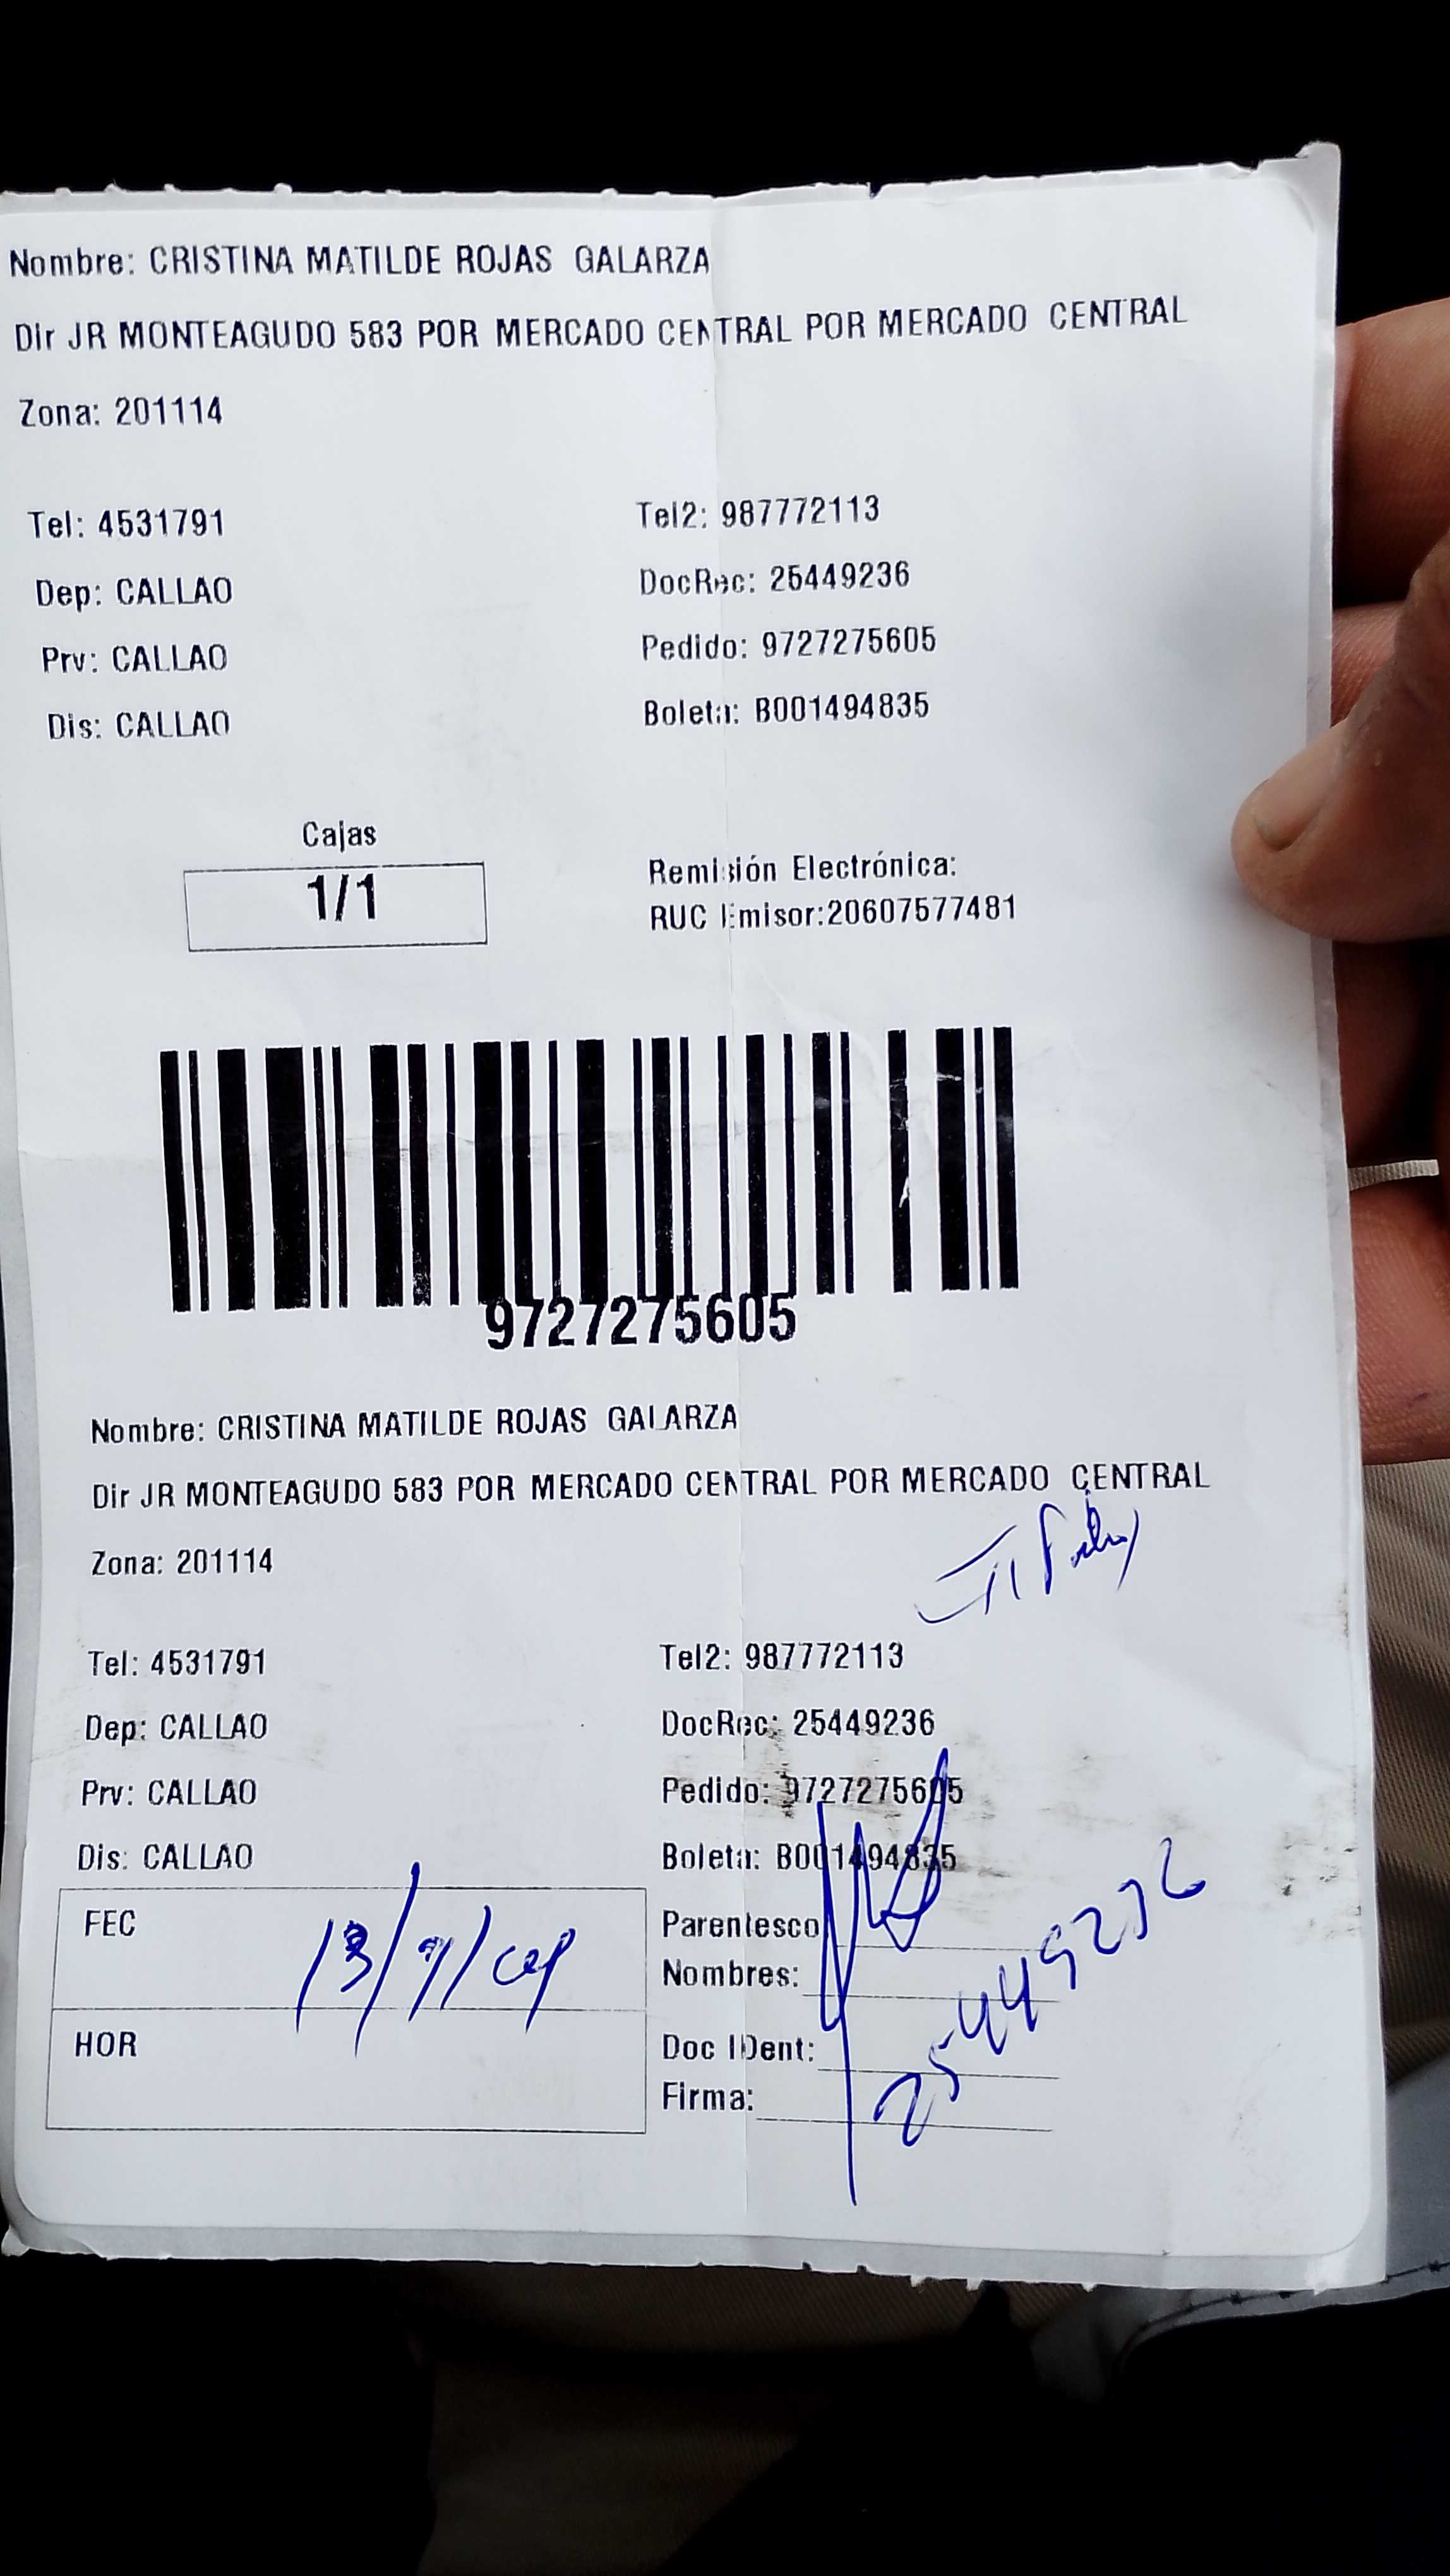 Nombre: CRISTINA MATILDE ROJAS GALARZA
Dir JR MONTEAGUDO 583 POR MERCADO CENTRAL POR MERCADO CENTRAL
Zona: 201114
Tel: 4531791 Tel2: 987772113
Dep: CALLAO DocRec: 25449236
Prv: CALLAO Pedido: 9727275605
Dis: CALLAO Boleta: B001494835
Cajas
1/1
Remisión Electrónica:
RUC Emisor:20607577481
9727275605
Nombre: CRISTINA MATILDE ROJAS GALARZA
Dir JR MONTEAGUDO 583 POR MERCADO CENTRAL POR MERCADO CENTRAL
Zona: 201114
Tel: 4531791 Tel2: 987772113
Dep: CALLAO DocRec: 25449236
Prv: CALLAO Pedido: 9727275605
Dis: CALLAO Boleta: B001494835
FEC
HOR
Parentesco
Nombres:
Doc IDent:
Firma:
25449236